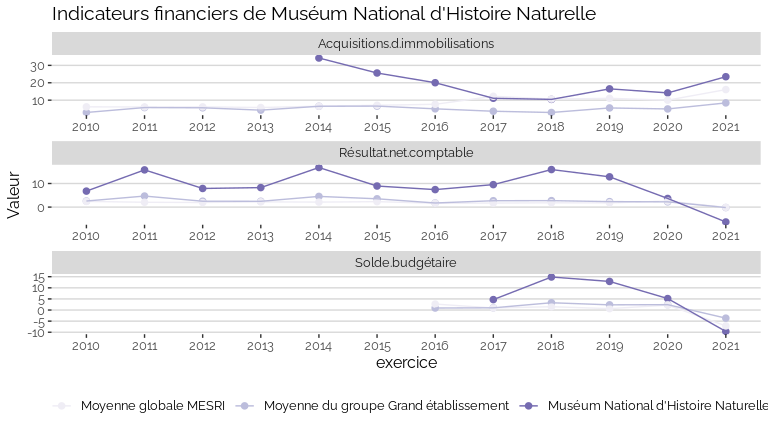 Indicateurs financiers de Muséum National d'Histoire Naturelle
Acquisitions.d.immobilisations
30
20
10
2010 2011 2012 2013 2014 2015 2016 2017 2018 2019 2020 2021
Résultat.net.comptable
10
0
2010 2011 2012 2013 2014 2015 2016 2017 2018 2019 2020 2021
Solde.budgétaire
15
10
5
0
-5
-10
2010 2011 2012 2013 2014 2015 2016 2017 2018 2019 2020 2021
Valeur
exercice
Moyenne globale MESRI Moyenne du groupe Grand établissement Muséum National d'Histoire Naturelle